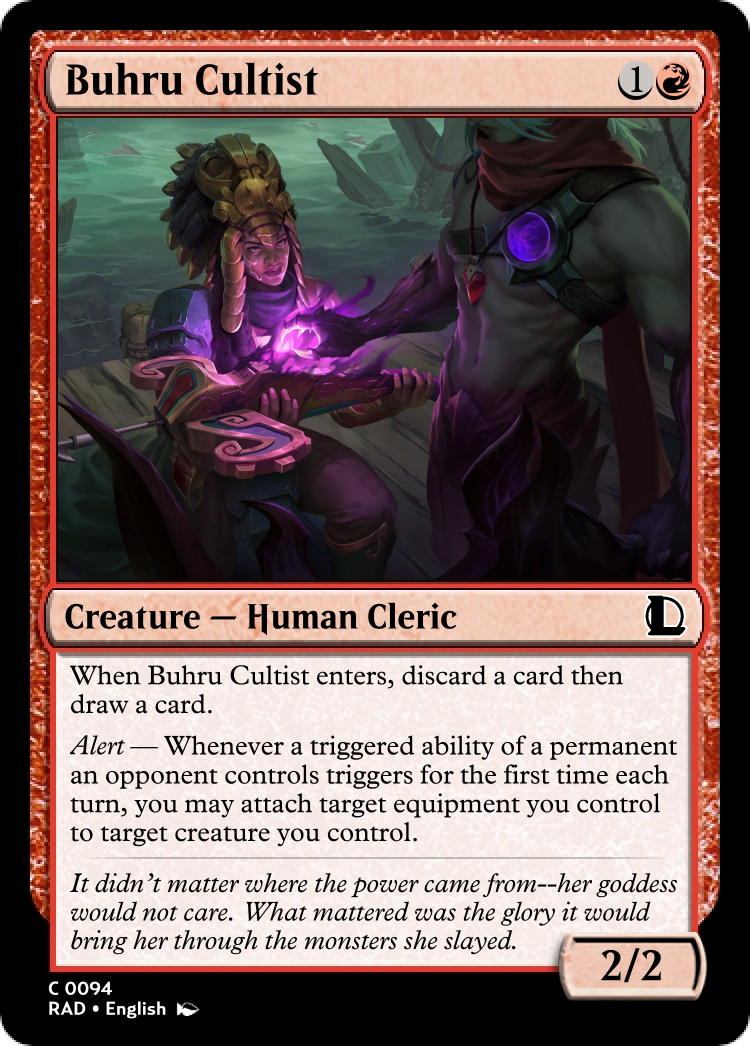 Buhru Cultist
1
Creature — Human Cleric
When Buhru Cultist enters, discard a card then
draw a card.
Alert — Whenever a triggered ability of a permanent
an opponent controls triggers for the first time each
turn, you may attach target equipment you control
to target creature you control.
It didn't matter where the power came from--her goddess
would not care. What mattered was the glory it would
bring her through the monsters she slayed.
2/2
C 0094
RAD • English